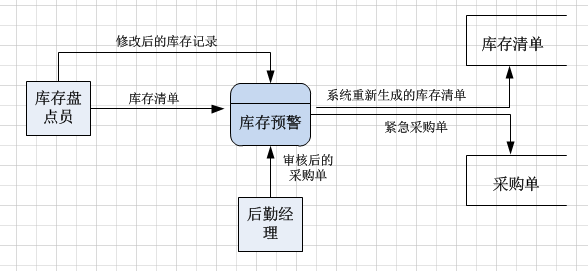 修改后的库存记录
库存清单
库存盘
点员
库存清单
系统重新生成的库存清单
库存预警
紧急采购单
审核后的
采购单
采购单
后勤经
理